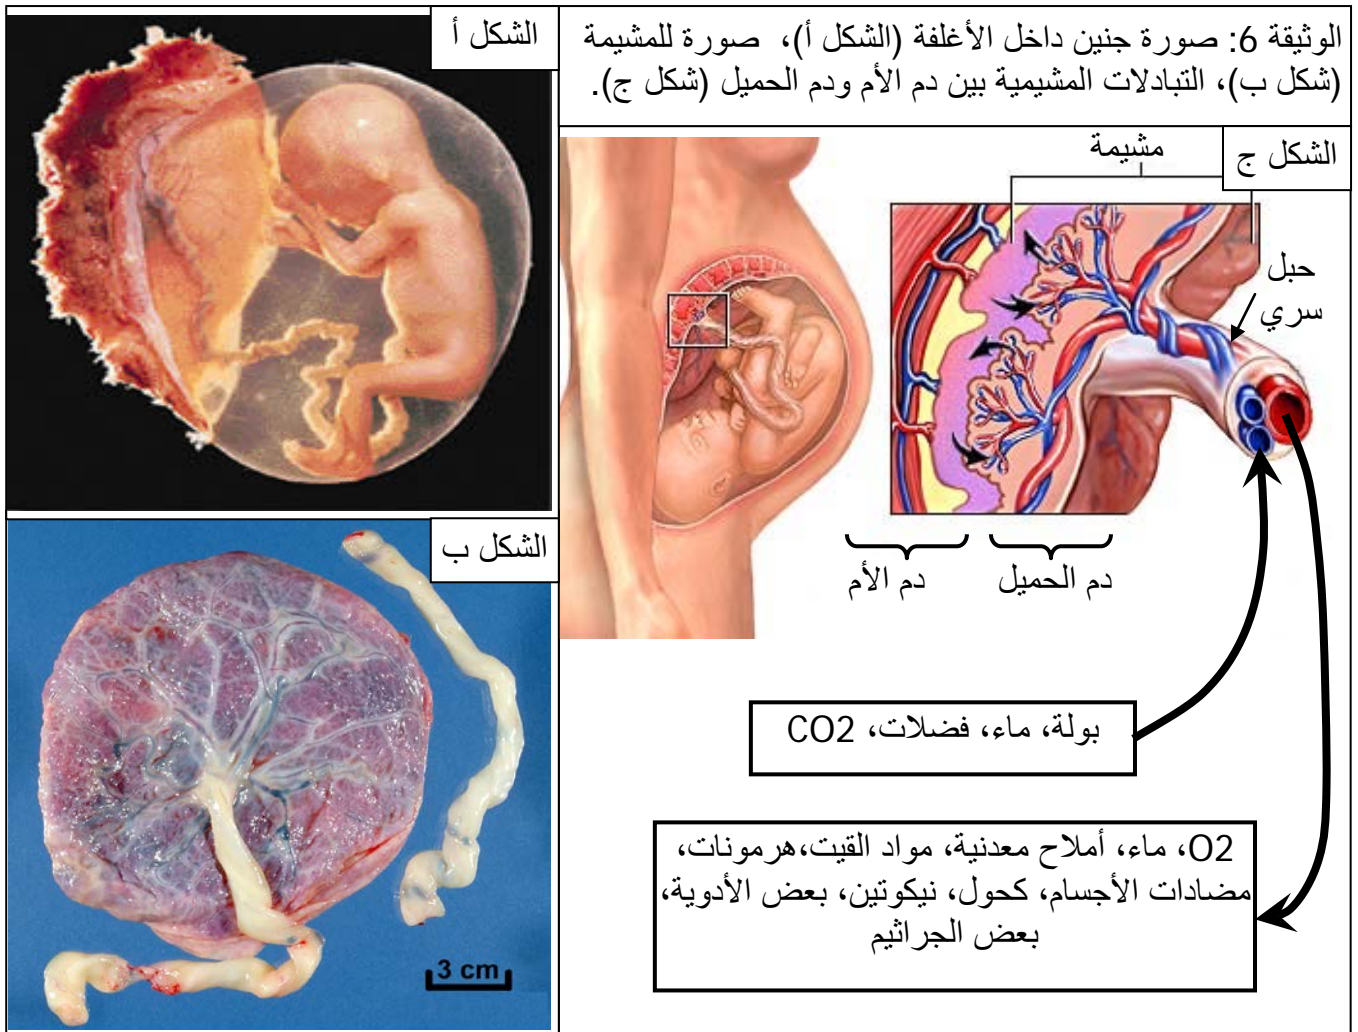 الوثيقة 6: صورة جنين داخل الأغلفة (الشكل أ)، صورة للمشيمة
(شكل ب)، التبادلات المشيمية بين دم الأم ودم الحميل (شكل ج).
الشكل أ
الشكل ج
مشيمة
حبل
سري
دم الحميل
دم الأم
الشكل ب
3 cm
بولة، ماء، فضلات، CO2
O2، ماء، أملاح معدنية، مواد القيت،هرمونات،
مضادات الأجسام، كحول، نيكوتين، بعض الأدوية،
بعض الجراثيم